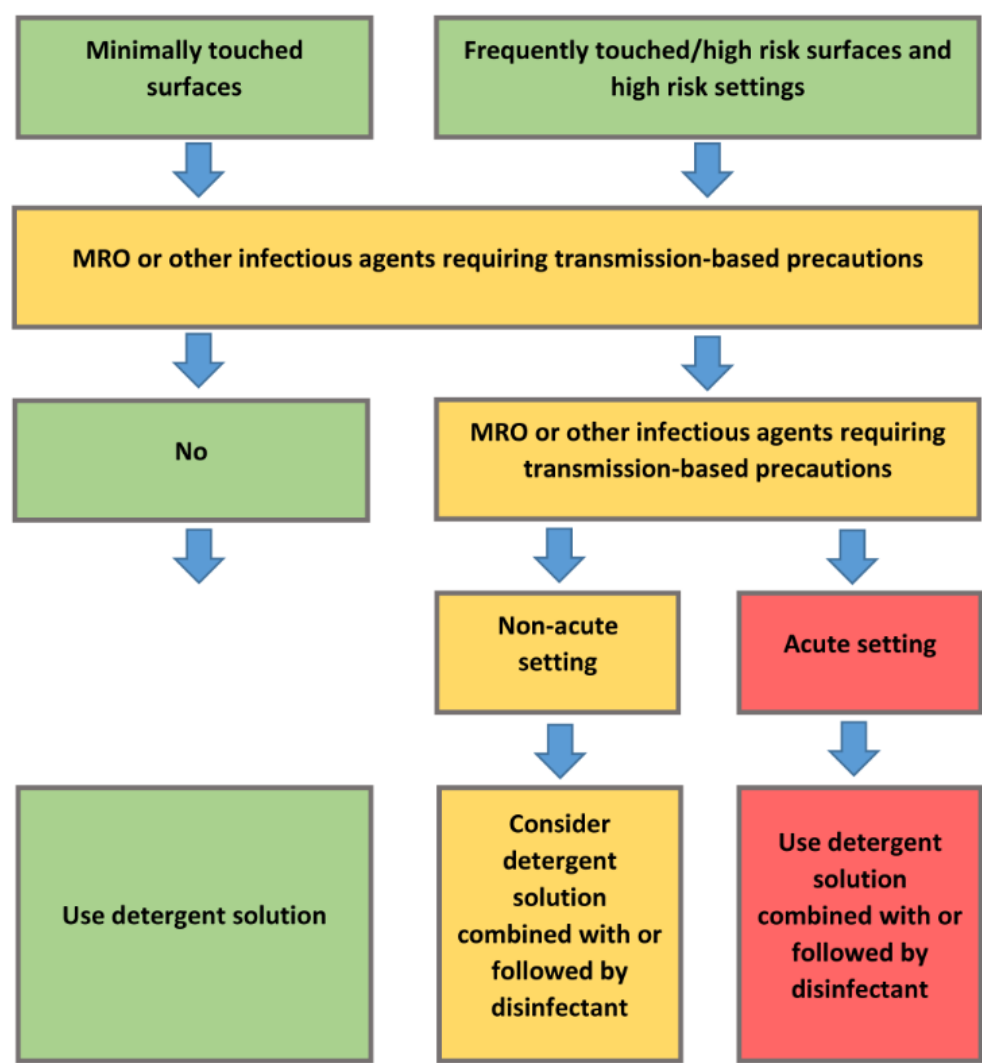 Minimally touched
surfaces
Frequently touched/high risk surfaces and
high risk settings
MRO or other infectious agents requiring transmission-based precautions
No
MRO or other infectious agents requiring
transmission-based precautions
Non-acute
setting
Acute setting
Use detergent solution
Consider
detergent
solution
combined with or
followed by
disinfectant
Use detergent
solution
combined with or
followed by
disinfectant